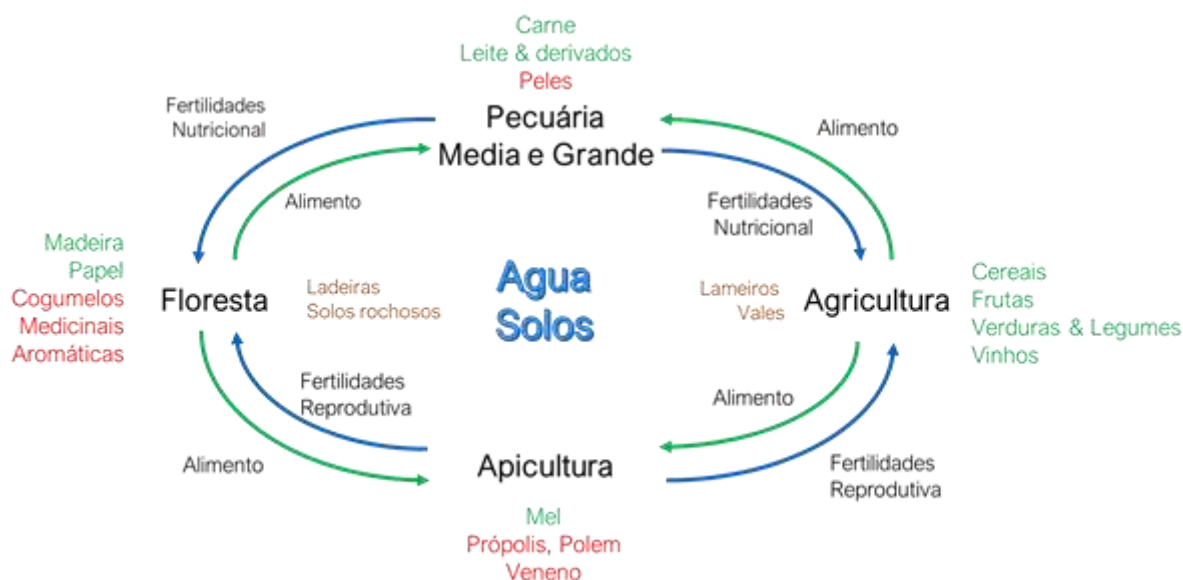 Carne
Leite & derivados
Peles
Pecuária
Media e Grande
Fertilidades
Nutricional
Alimento
Alimento
Fertilidades
Nutricional
Madeira
Papel
Cogumelos
Medicinais
Aromáticas
Floresta
Ladeiras
Solos rochosos
Agua
Solos
Lameiros
Vales
Agricultura
Cereais
Frutas
Verduras & Legumes
Vinhos
Fertilidades
Reprodutiva
Alimento
Alimento
Fertilidades
Reprodutiva
Apicultura
Mel
Própolis, Polem
Veneno